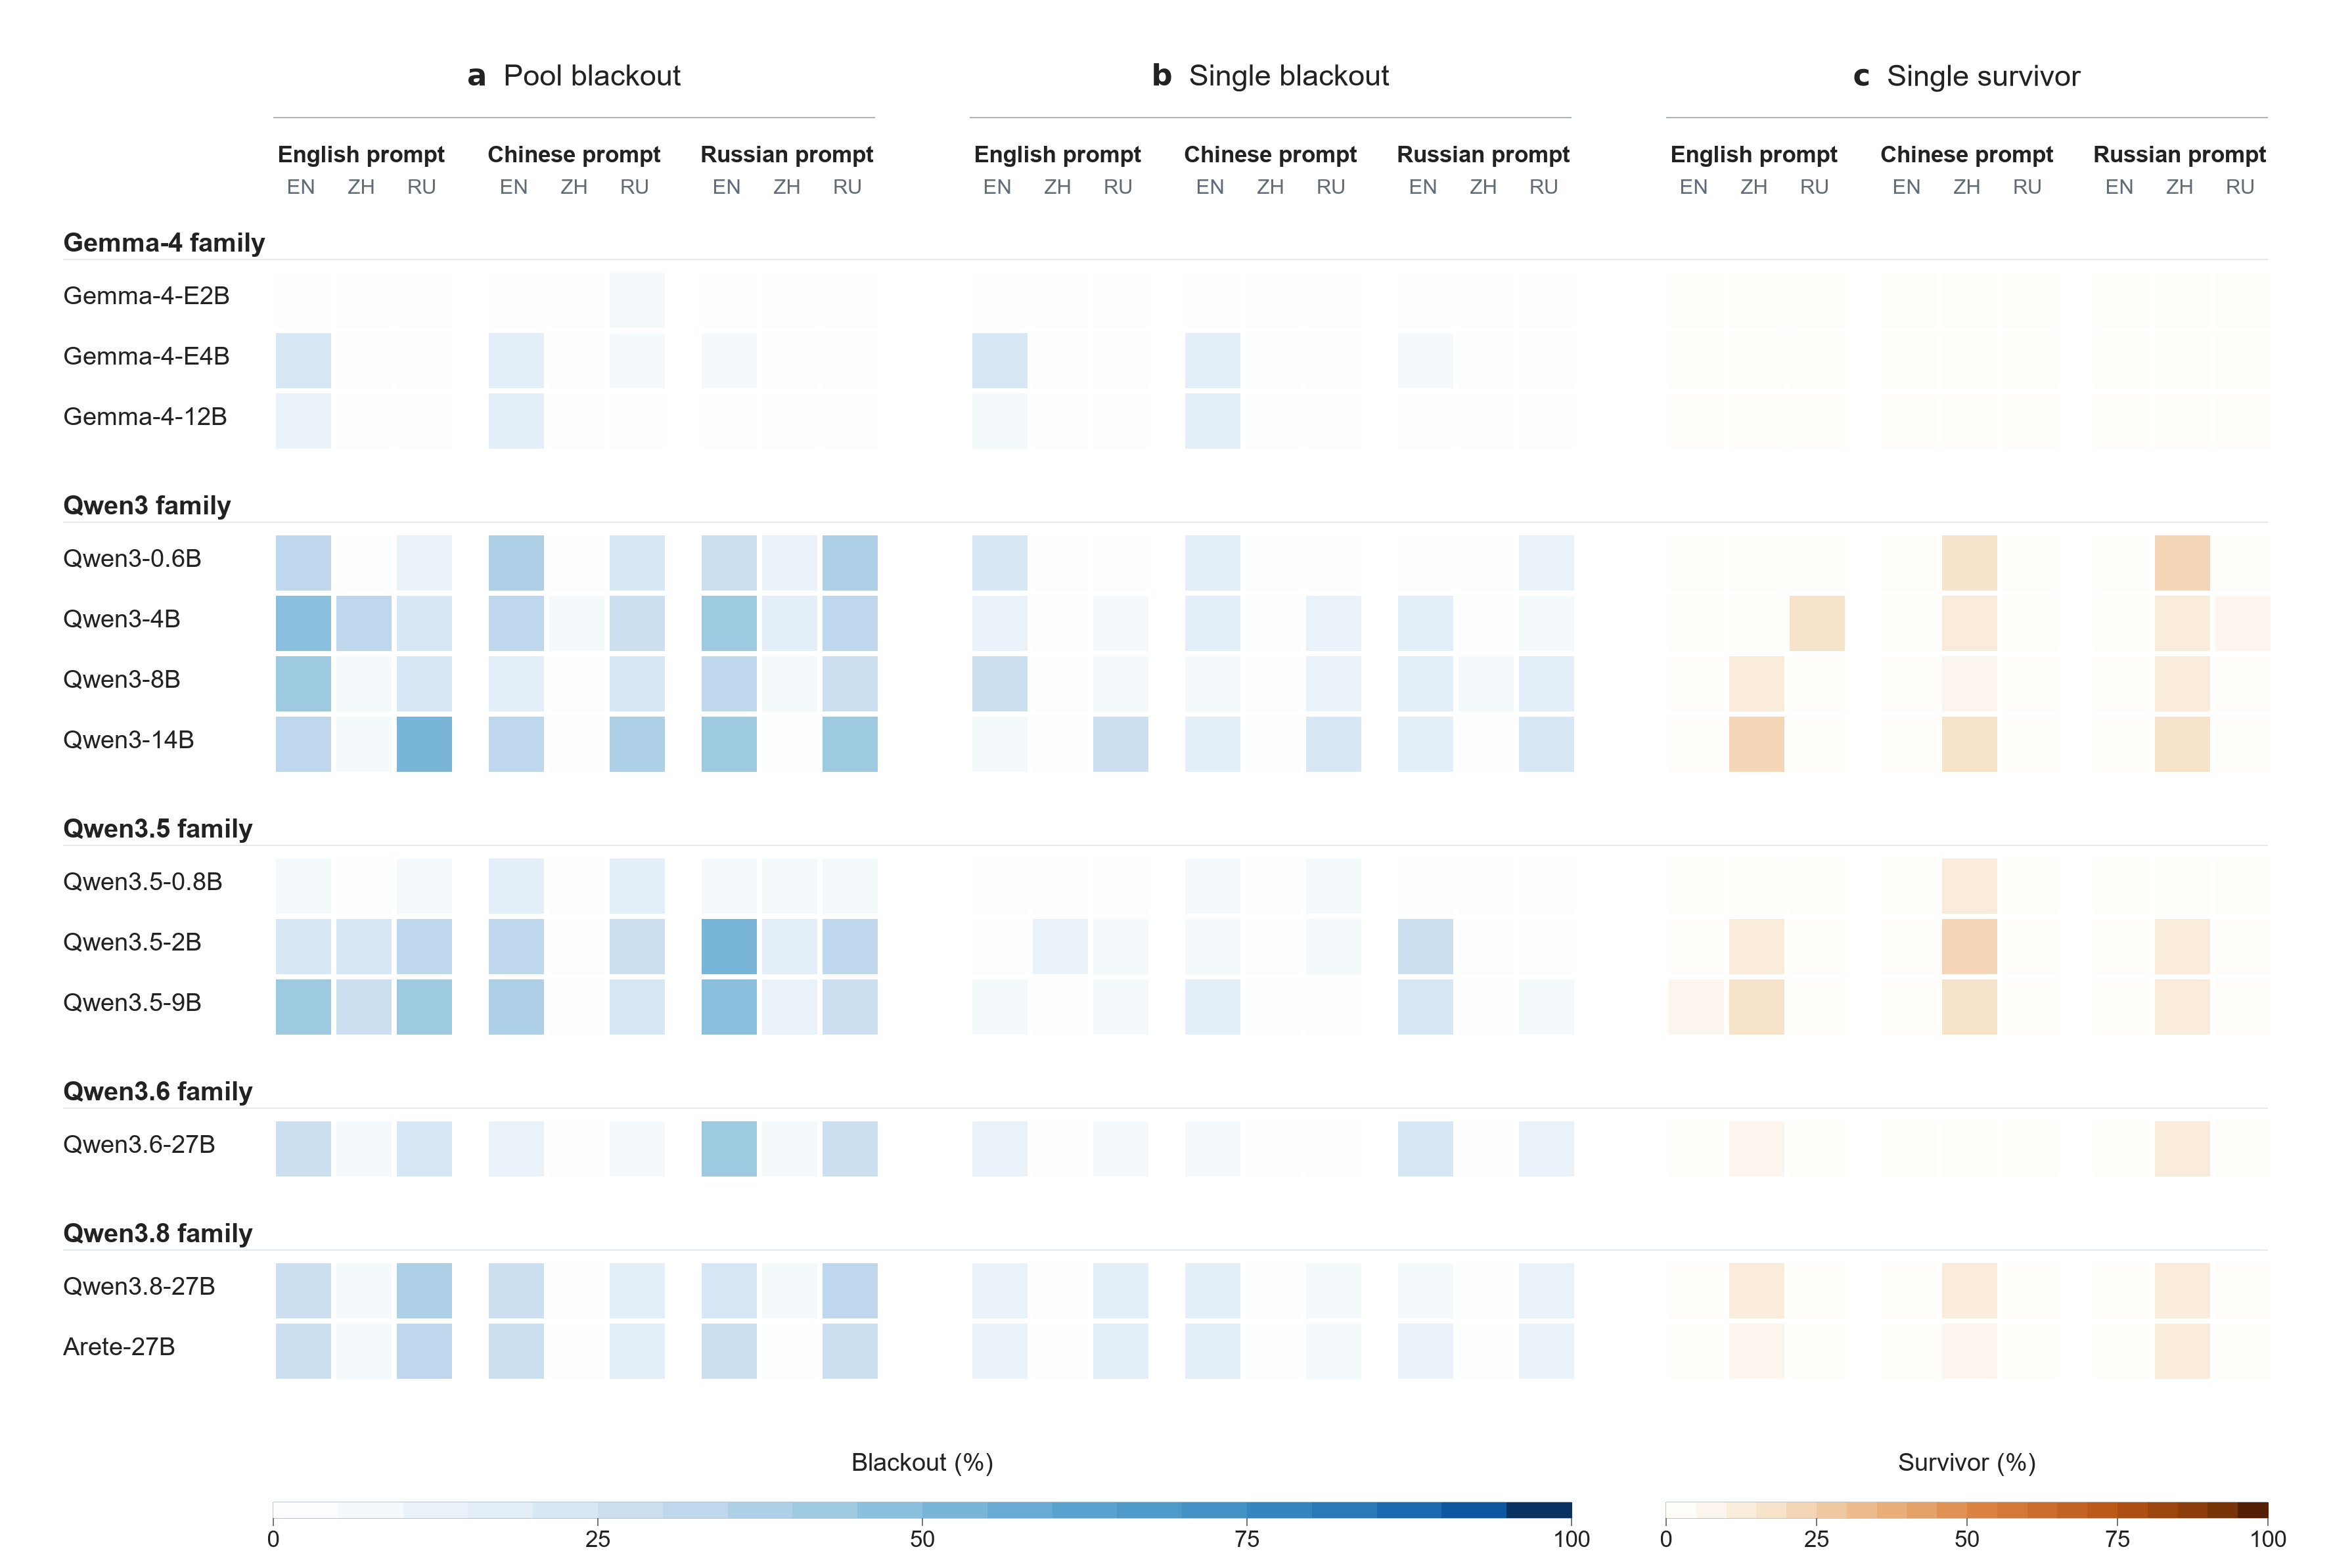 a Pool blackout
b Single blackout
c Single survivor
English prompt Chinese prompt Russian prompt English prompt Chinese prompt Russian prompt English prompt Chinese prompt Russian prompt
EN ZH RU EN ZH RU EN ZH RU EN ZH RU EN ZH RU EN ZH RU EN ZH RU EN ZH RU EN ZH RU
Gemma-4 family
Gemma-4-E2B
Gemma-4-E4B
Gemma-4-12B
Qwen3 family
Qwen3-0.6B
Qwen3-4B
Qwen3-8B
Qwen3-14B
Qwen3.5 family
Qwen3.5-0.8B
Qwen3.5-2B
Qwen3.5-9B
Qwen3.6 family
Qwen3.6-27B
Qwen3.8 family
Qwen3.8-27B
Arete-27B
Blackout (%)
0 25 50 75 100
Survivor (%)
0 25 50 75 100